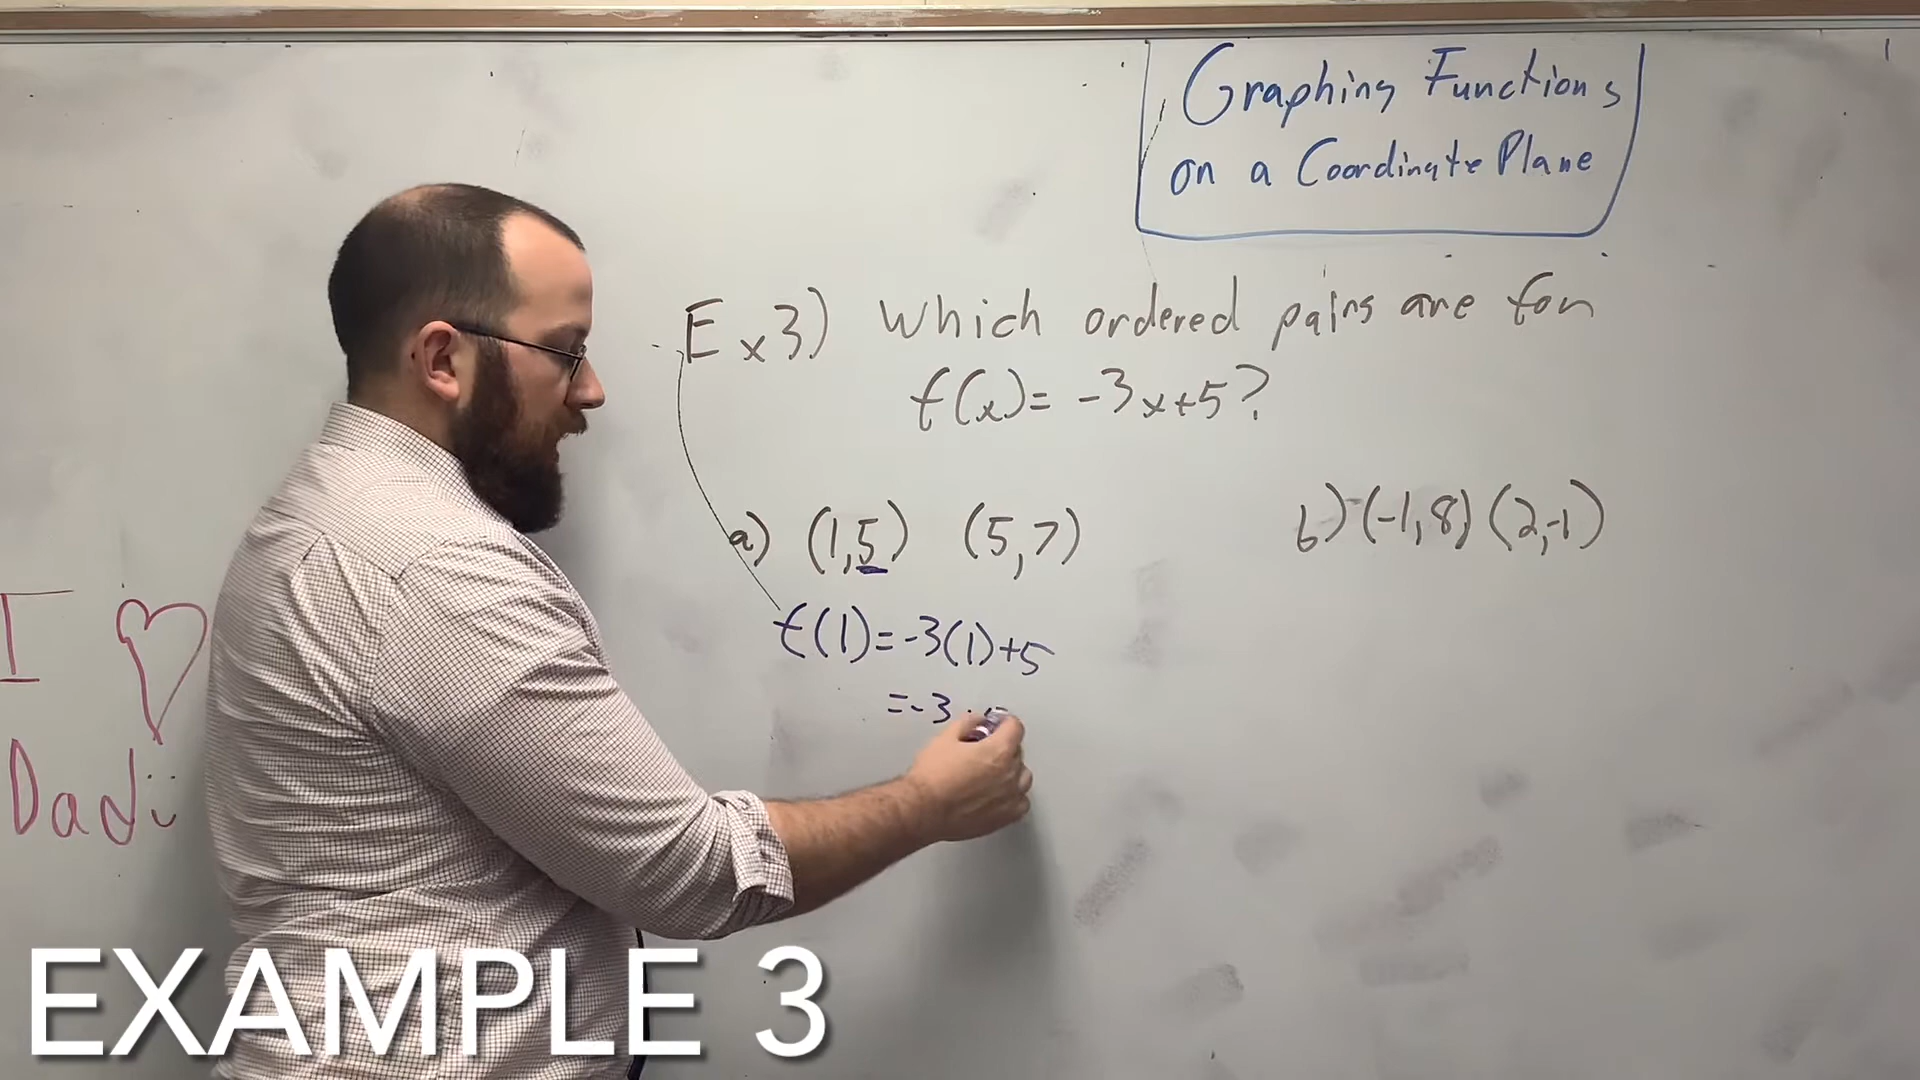 Graphing Functions
on a Coordinate Plane
Ex3) Which ordered pairs are for
f(x)= -3x+5?
a) (1,5) (5,7)
b) (-1,8) (2,-1)
f(1)=-3(1)+5
=-3
I ♡
Dad :)
EXAMPLE 3